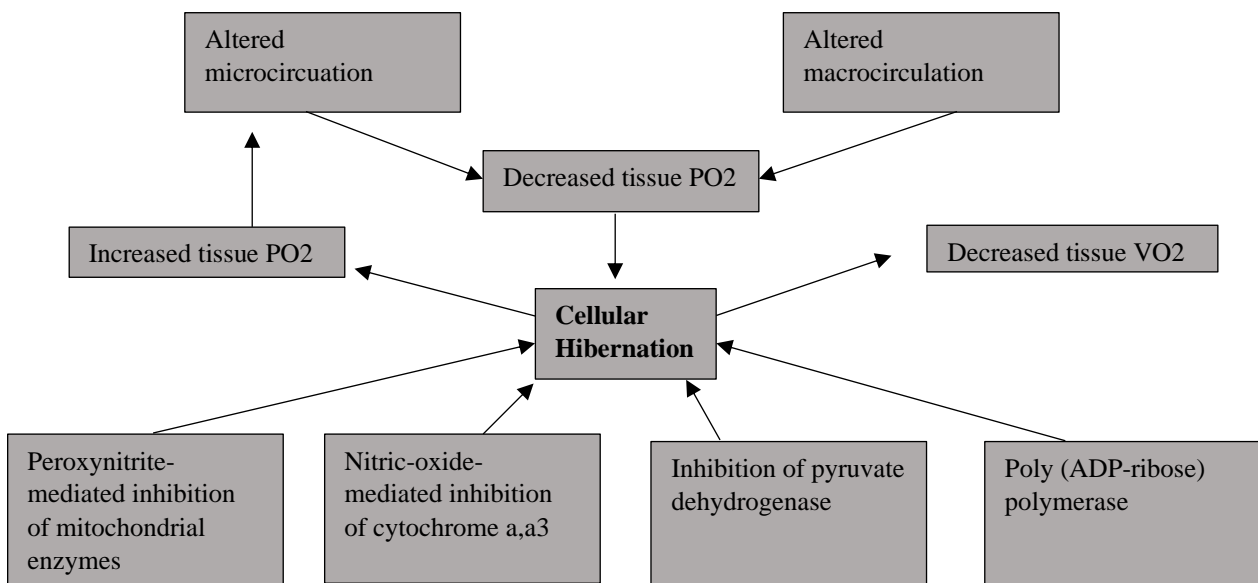 Altered
microcircuation
Altered
macrocirculation
Decreased tissue PO2
Increased tissue PO2
Decreased tissue VO2
Cellular
Hibernation
Peroxynitrite-
mediated inhibition
of mitochondrial
enzymes
Nitric-oxide-
mediated inhibition
of cytochrome a,a3
Inhibition of pyruvate
dehydrogenase
Poly (ADP-ribose)
polymerase